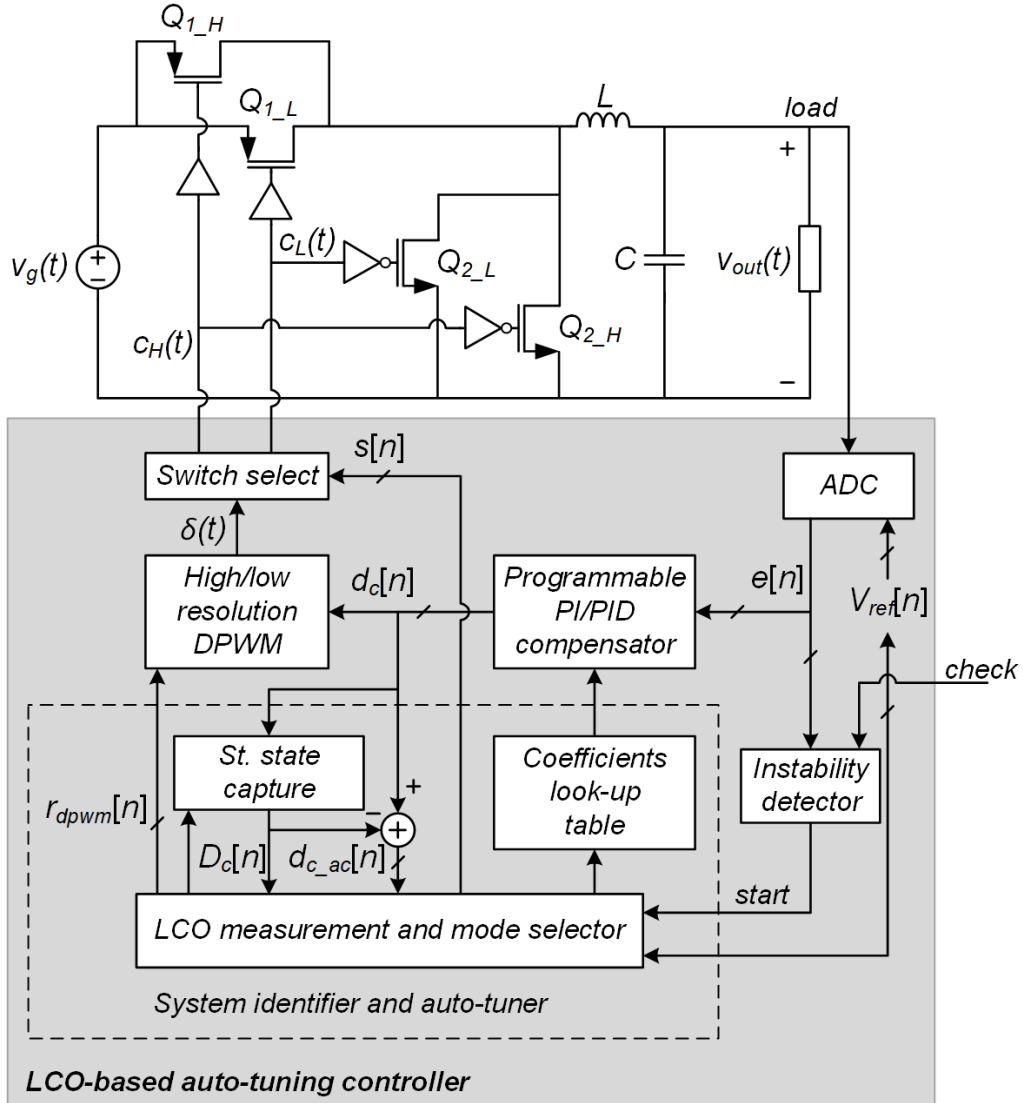 Q1_H
Q1_L
L
load
+
cL(t)
vg(t)
+
−
Q2_L
C
vout(t)
Q2_H
cH(t)
−
Switch select
s[n]
ADC
δ(t)
High/low
resolution
DPWM
dc[n]
Programmable
PI/PID
compensator
e[n]
Vref[n]
check
St. state
capture
Coefficients
look-up
table
Instability
detector
rdpwm[n]
+
−
+
Dc[n]
dc_ac[n]
start
LCO measurement and mode selector
System identifier and auto-tuner
LCO-based auto-tuning controller